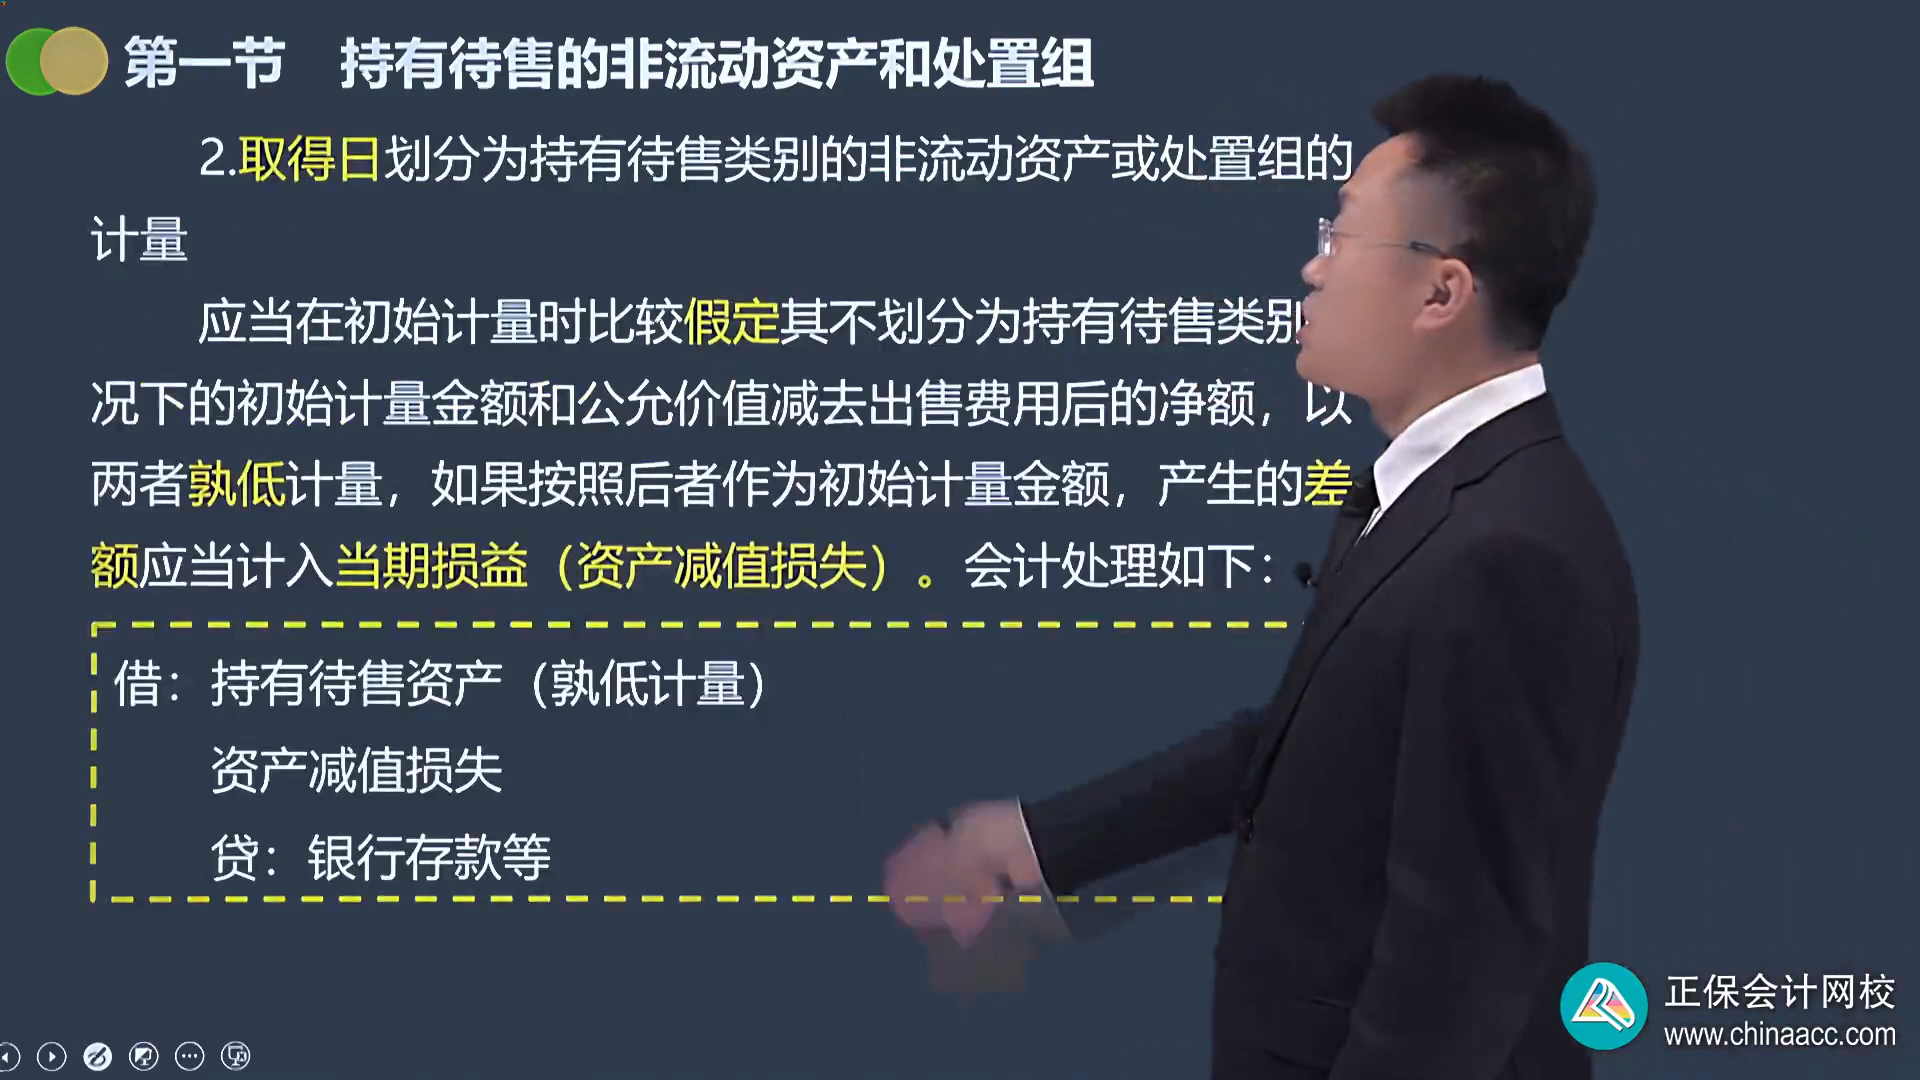 第一节 持有待售的非流动资产和处置组
2.取得日划分为持有待售类别的非流动资产或处置组的
计量
应当在初始计量时比较假定其不划分为持有待售类别
况下的初始计量金额和公允价值减去出售费用后的净额，以
两者孰低计量，如果按照后者作为初始计量金额，产生的差
额应当计入当期损益（资产减值损失）。会计处理如下：
借：持有待售资产（孰低计量）
资产减值损失
贷：银行存款等
正保会计网校
www.chinaacc.com